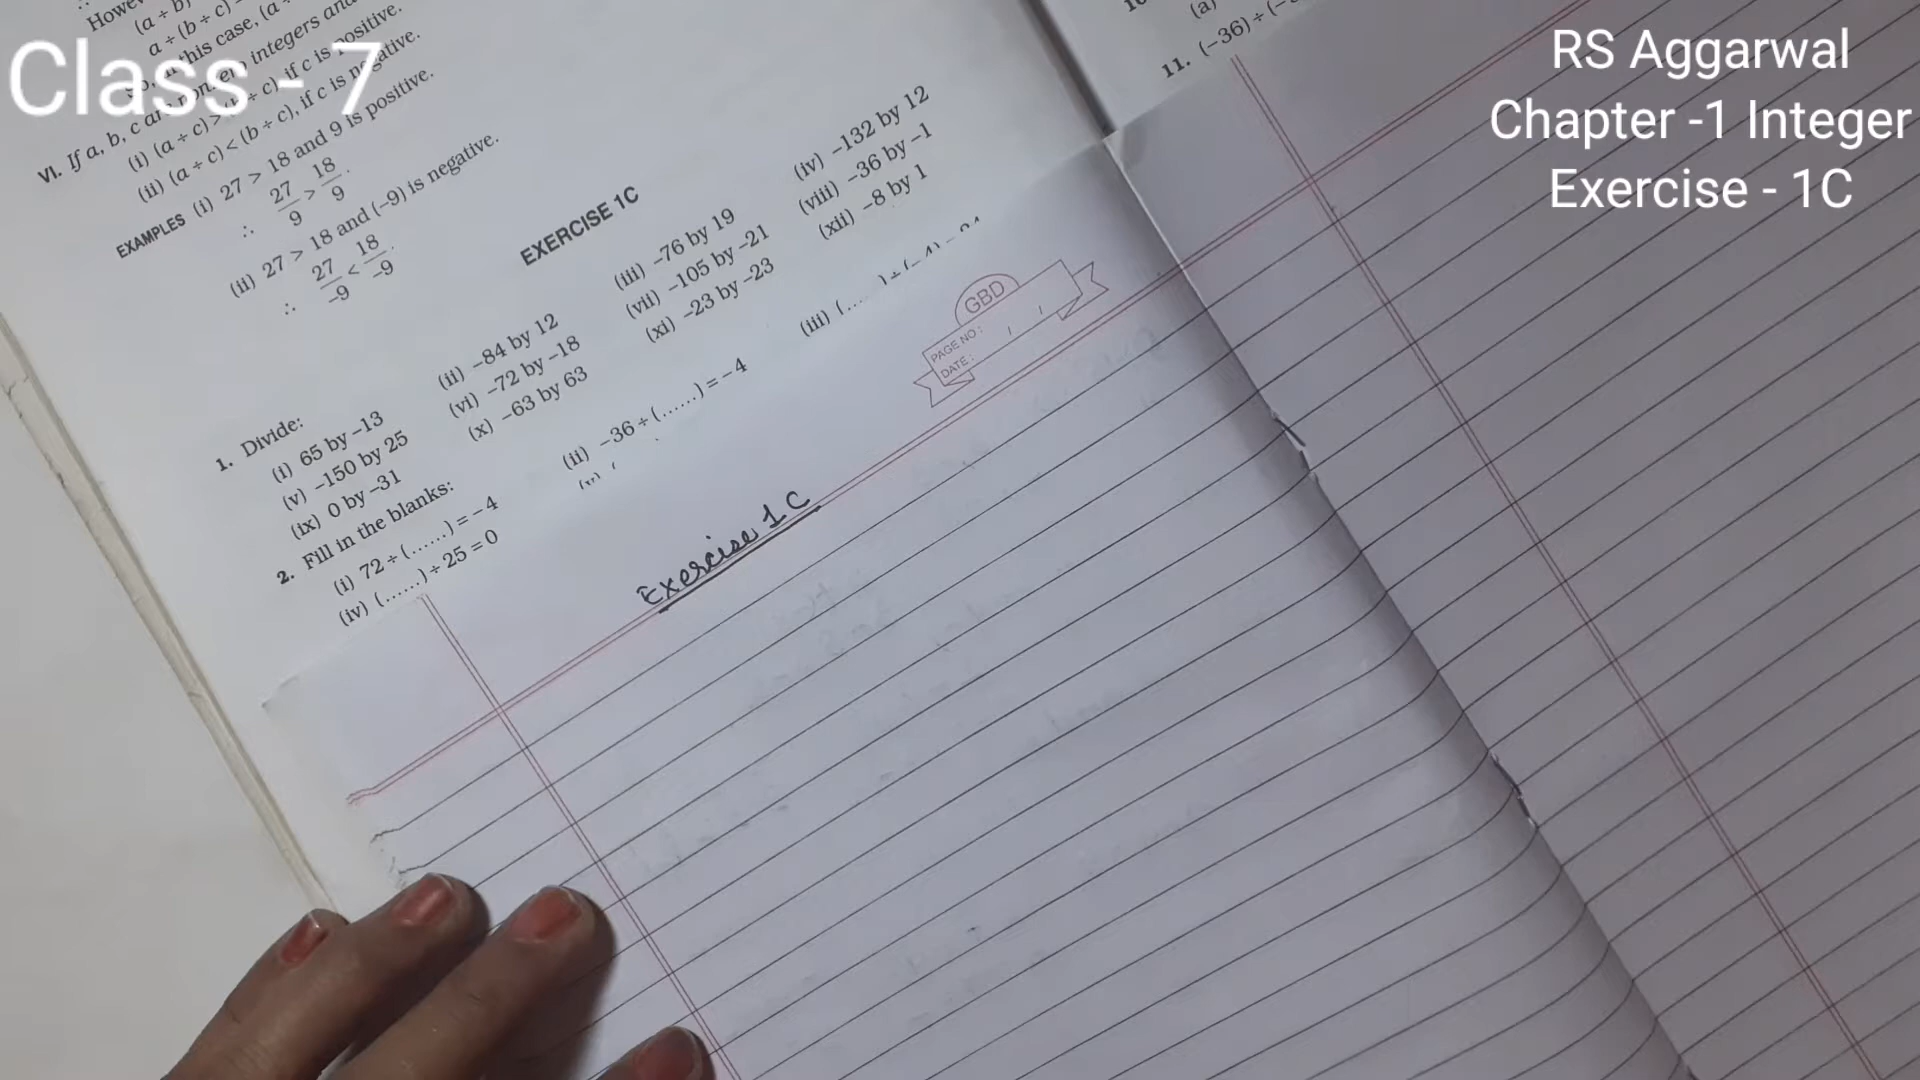 Class - 7
RS Aggarwal
Chapter -1 Integer
Exercise - 1C
(a ÷ b)
a ÷ (b ÷ c)
this case, (a ÷
VI. If a, b, c are nonzero integers and
(i) (a ÷ c) > (b ÷ c), if c is positive.
(ii) (a ÷ c) < (b ÷ c), if c is negative.
EXAMPLES (i) 27 > 18 and 9 is positive.
∴ 27/9 > 18/9.
(ii) 27 > 18 and (−9) is negative.
∴ 27/−9 < 18/−9.
EXERCISE 1C
1. Divide:
(i) 65 by −13 (ii) −84 by 12 (iii) −76 by 19 (iv) −132 by 12
(v) −150 by 25 (vi) −72 by −18 (vii) −105 by −21 (viii) −36 by −1
(ix) 0 by −31 (x) −63 by 63 (xi) −23 by −23 (xii) −8 by 1
2. Fill in the blanks:
(i) 72 ÷ (......) = −4 (ii) −36 ÷ (......) = −4 (iii) (...
(iv) (......) ÷ 25 = 0 (v) (
(a)
11. (−36) ÷ (−
GBD
PAGE NO :
DATE :
Exercise 1C